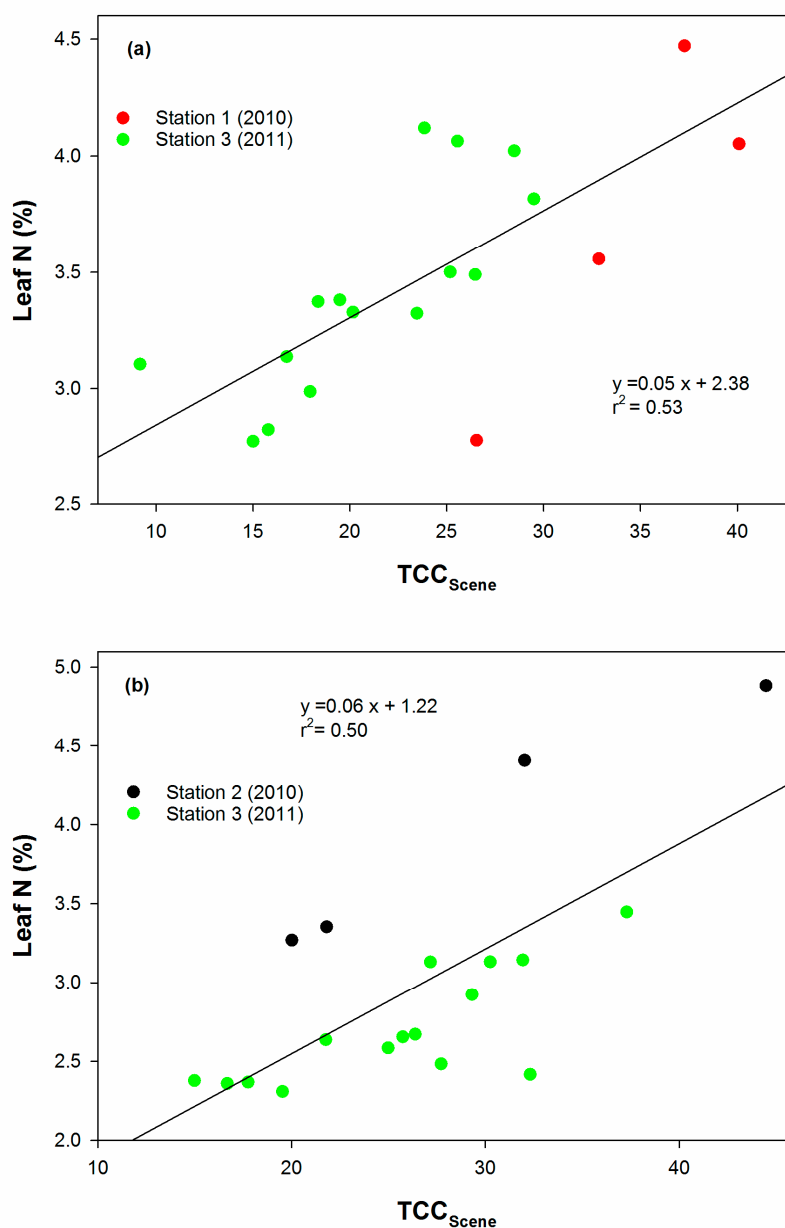 (a)
4.5
4.0
3.5
3.0
2.5
Leaf N (%)
Station 1 (2010)
Station 3 (2011)
y =0.05 x + 2.38
r² = 0.53
10 15 20 25 30 35 40
TCC_Scene
(b)
5.0
4.5
4.0
3.5
3.0
2.5
2.0
Leaf N (%)
y =0.06 x + 1.22
r²= 0.50
Station 2 (2010)
Station 3 (2011)
10 20 30 40
TCC_Scene